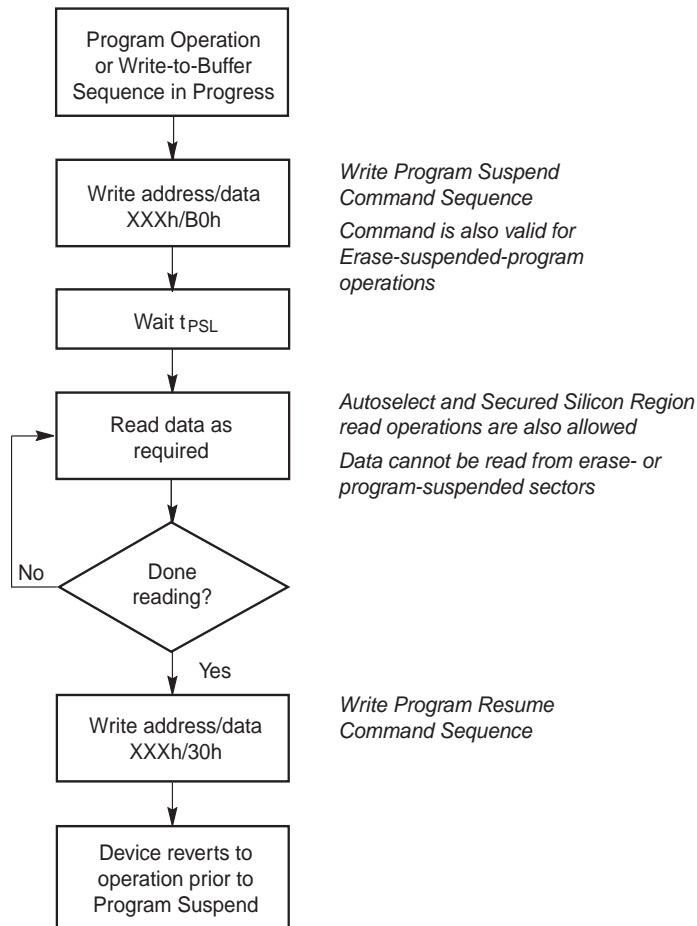 Program Operation
or Write-to-Buffer
Sequence in Progress
Write address/data
XXXh/B0h
Write Program Suspend
Command Sequence
Command is also valid for
Erase-suspended-program
operations
Wait tPSL
Read data as
required
Autoselect and Secured Silicon Region
read operations are also allowed
Data cannot be read from erase- or
program-suspended sectors
No
Done
reading?
Yes
Write address/data
XXXh/30h
Write Program Resume
Command Sequence
Device reverts to
operation prior to
Program Suspend